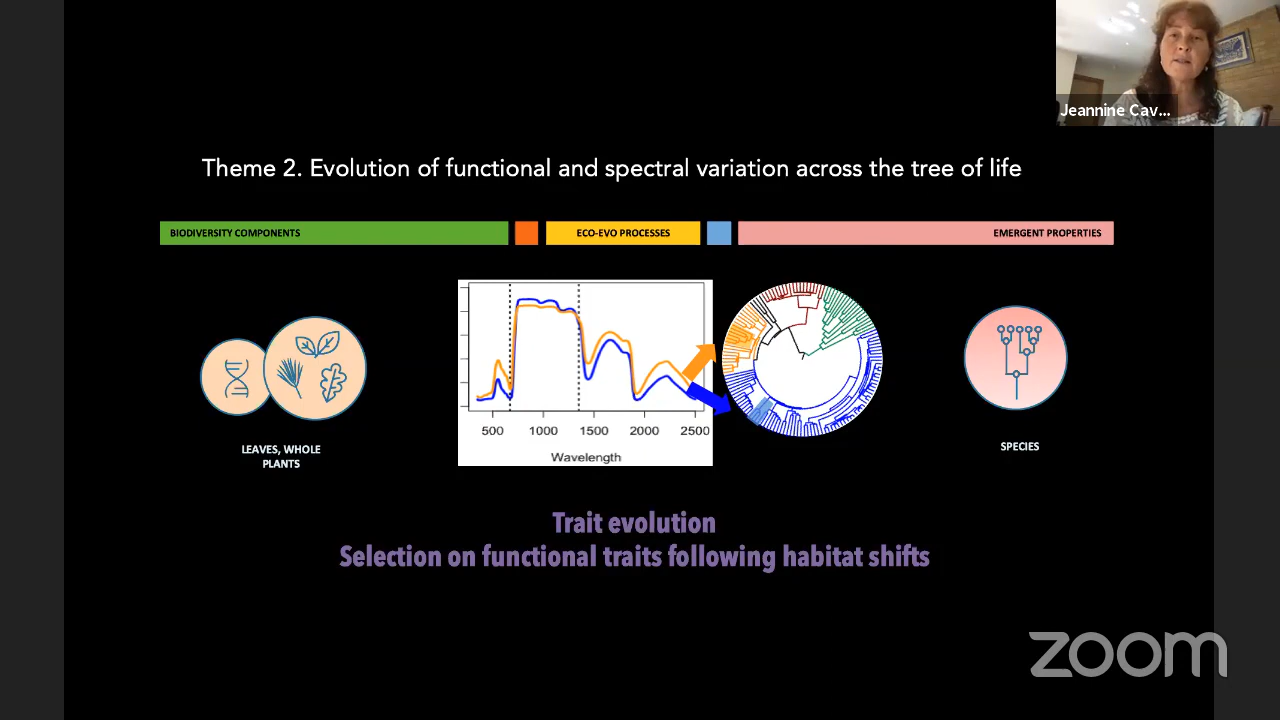 Jeannine Cav...
Theme 2. Evolution of functional and spectral variation across the tree of life
BIODIVERSITY COMPONENTS
ECO-EVO PROCESSES
EMERGENT PROPERTIES
500 1000 1500 2000 2500
Wavelength
LEAVES, WHOLE
PLANTS
SPECIES
Trait evolution
Selection on functional traits following habitat shifts
zoom